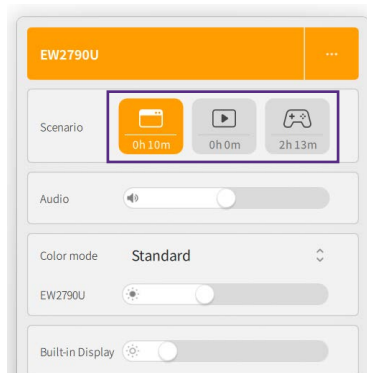 EW2790U
...
Scenario
0h 10m
0h 0m
2h 13m
Audio
Color mode Standard
EW2790U
Built-in Display